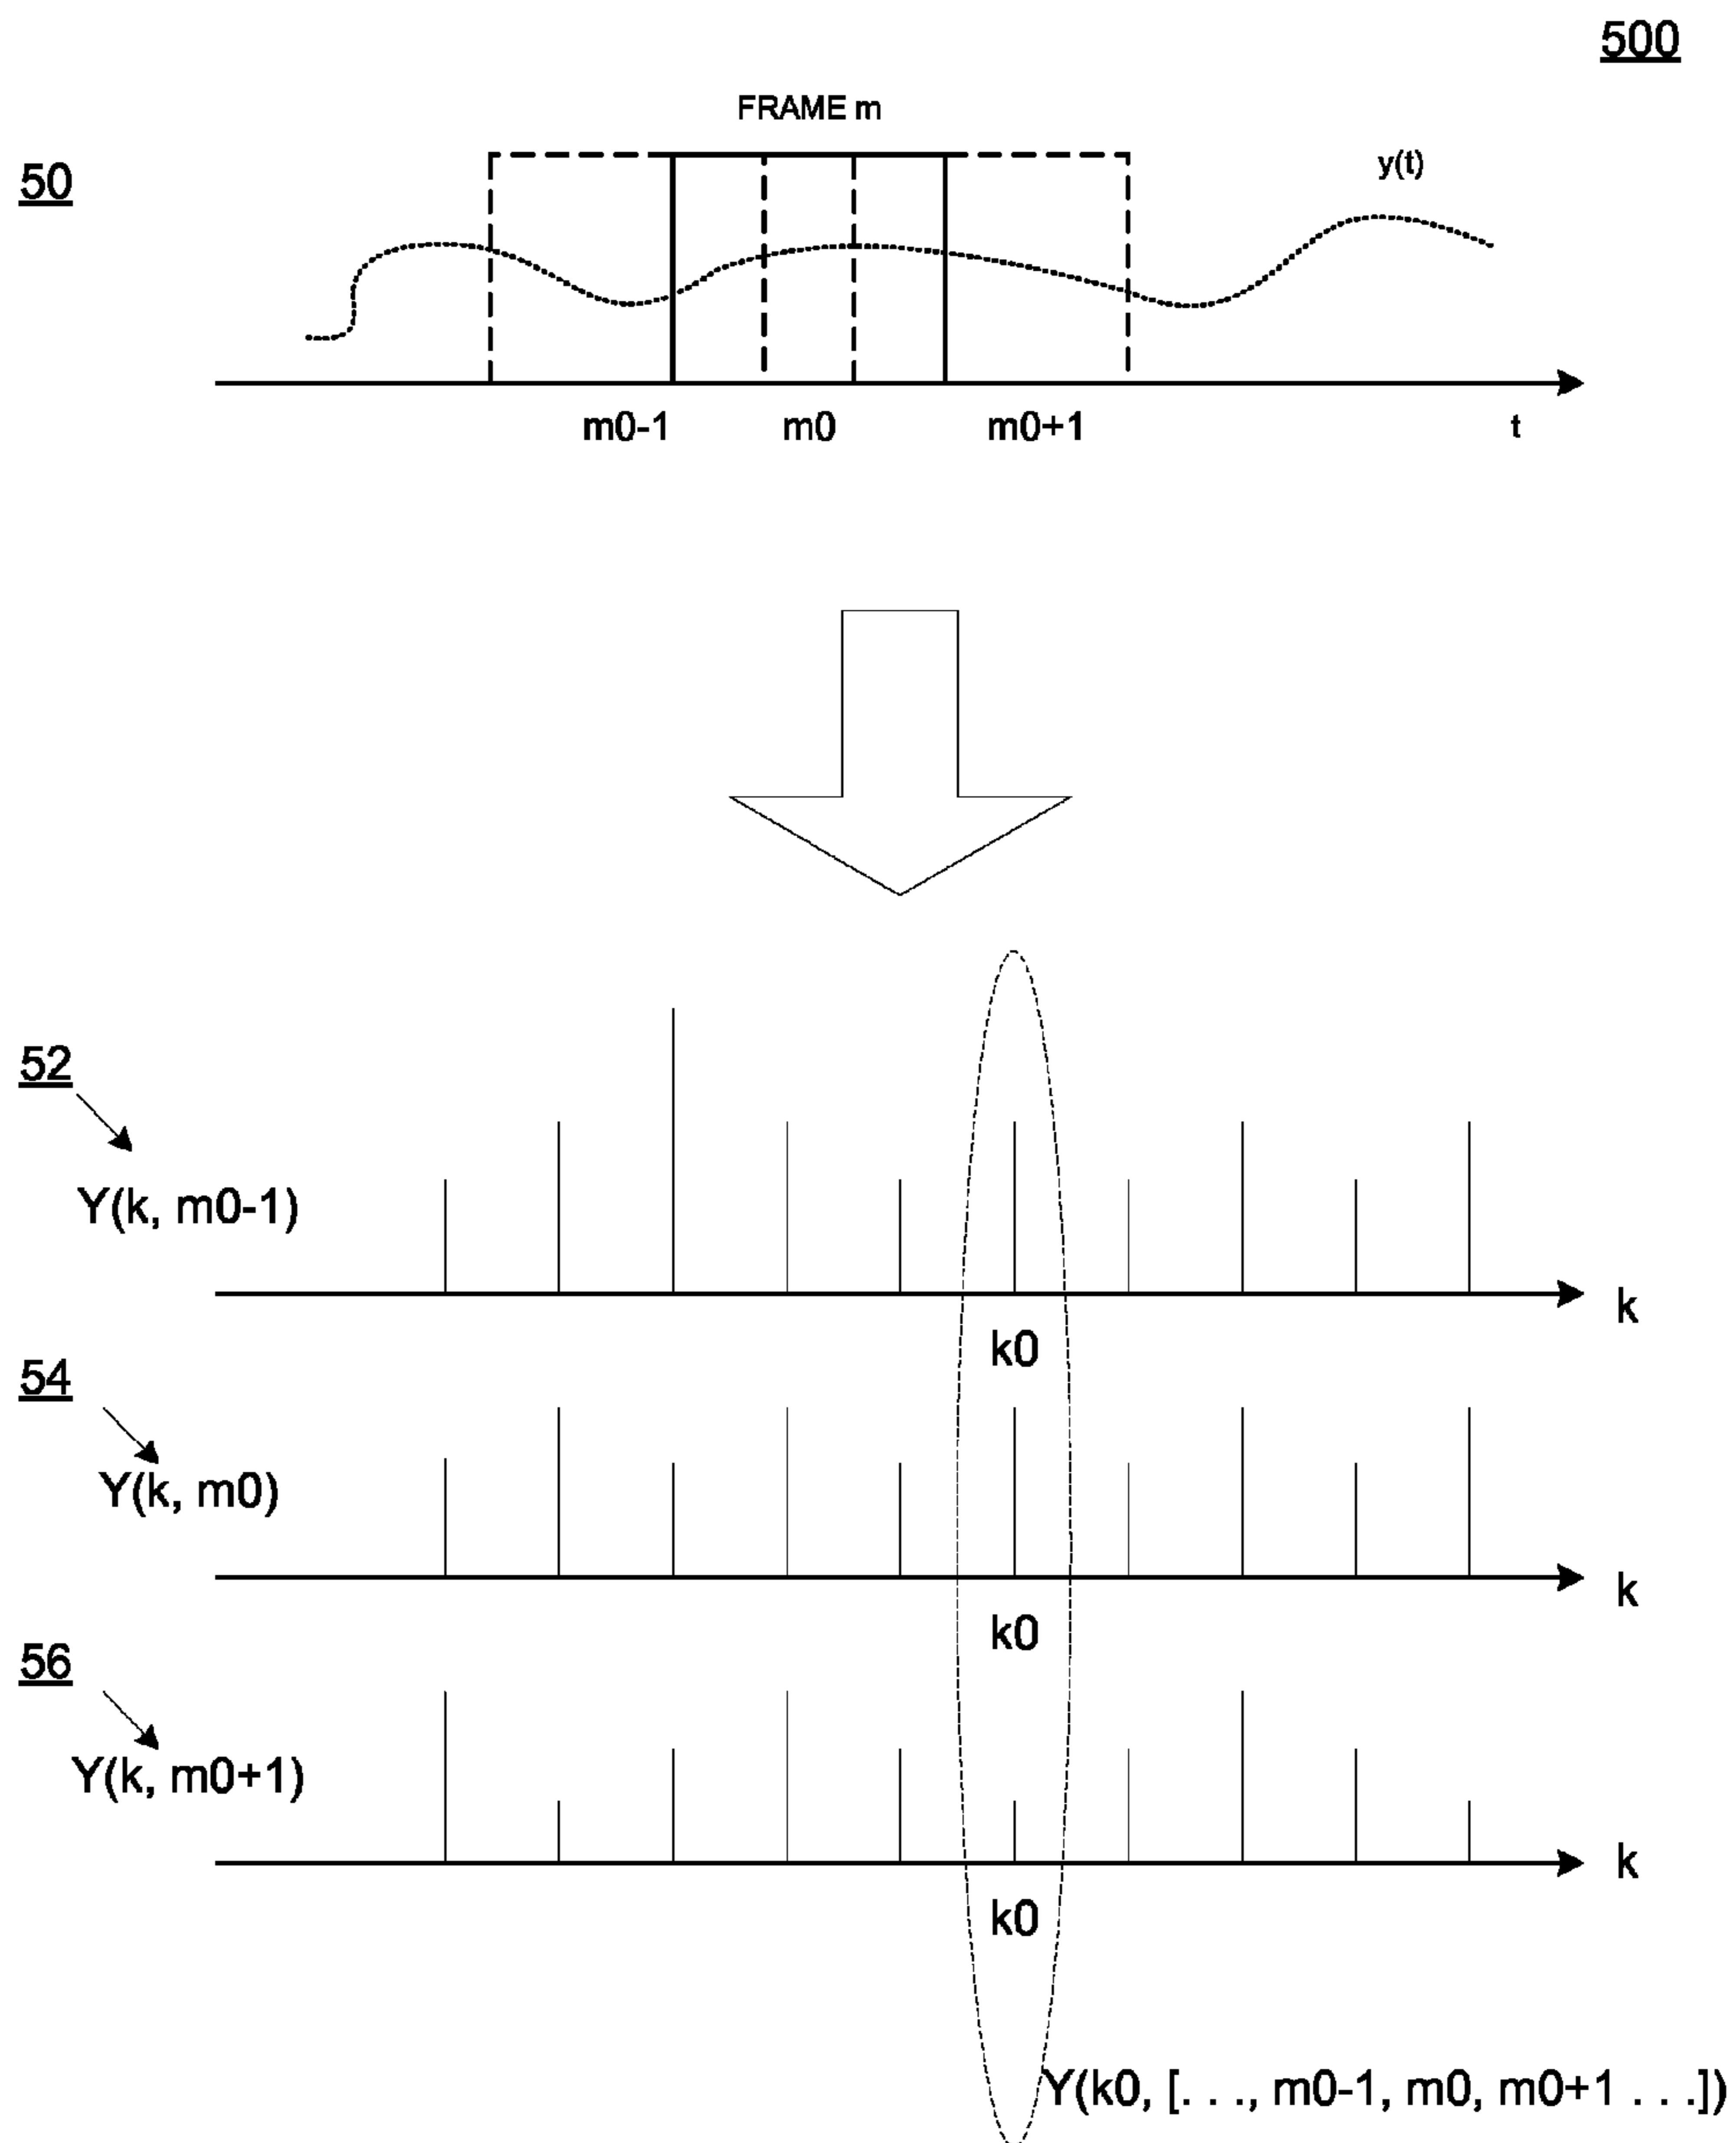 500
FRAME m
50
y(t)
m0-1 m0 m0+1 t
52
Y(k, m0-1)
k
k0
54
Y(k, m0)
k
k0
56
Y(k, m0+1)
k
k0
Y(k0, [. . ., m0-1, m0, m0+1 . . .])